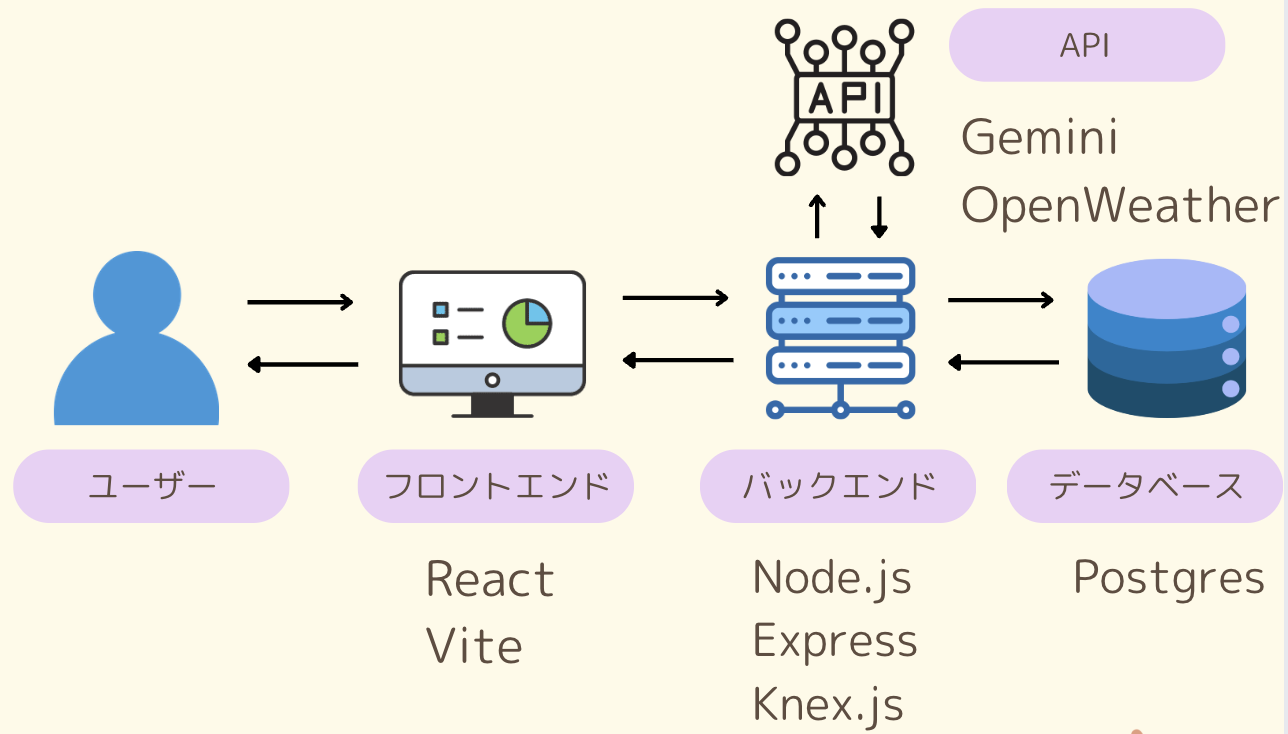 API
API
Gemini
OpenWeather
ユーザー
フロントエンド
バックエンド
データベース
React
Vite
Node.js
Express
Knex.js
Postgres